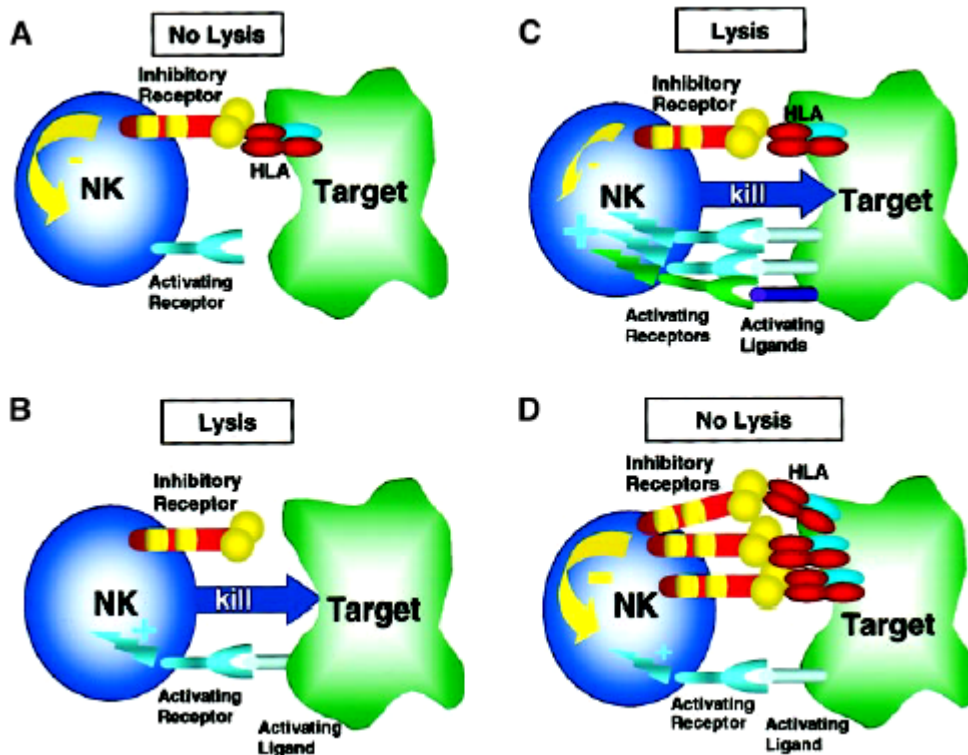 A
No Lysis
Inhibitory
Receptor
-
NK
HLA
Target
Activating
Receptor
B
Lysis
Inhibitory
Receptor
NK
kill
Target
+
Activating
Receptor
Activating
Ligand
C
Lysis
Inhibitory
Receptor
HLA
-
NK
kill
Target
+
Activating
Receptors
Activating
Ligands
D
No Lysis
Inhibitory
Receptors
HLA
-
NK
Target
+
Activating
Receptor
Activating
Ligand